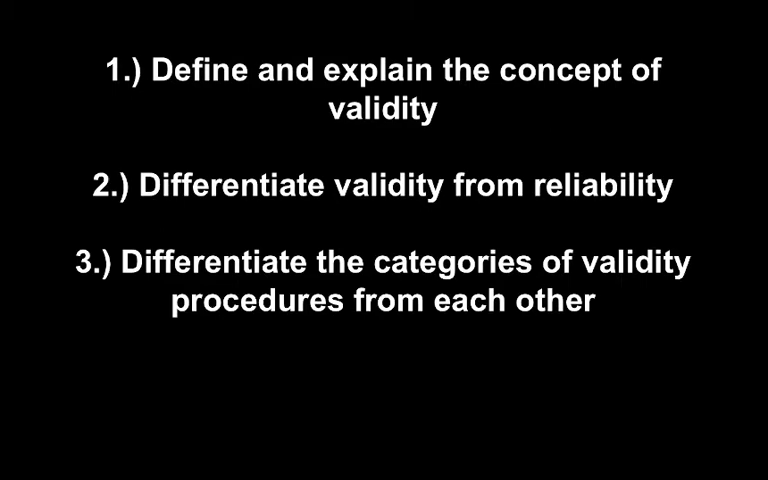 1.) Define and explain the concept of
validity
2.) Differentiate validity from reliability
3.) Differentiate the categories of validity
procedures from each other